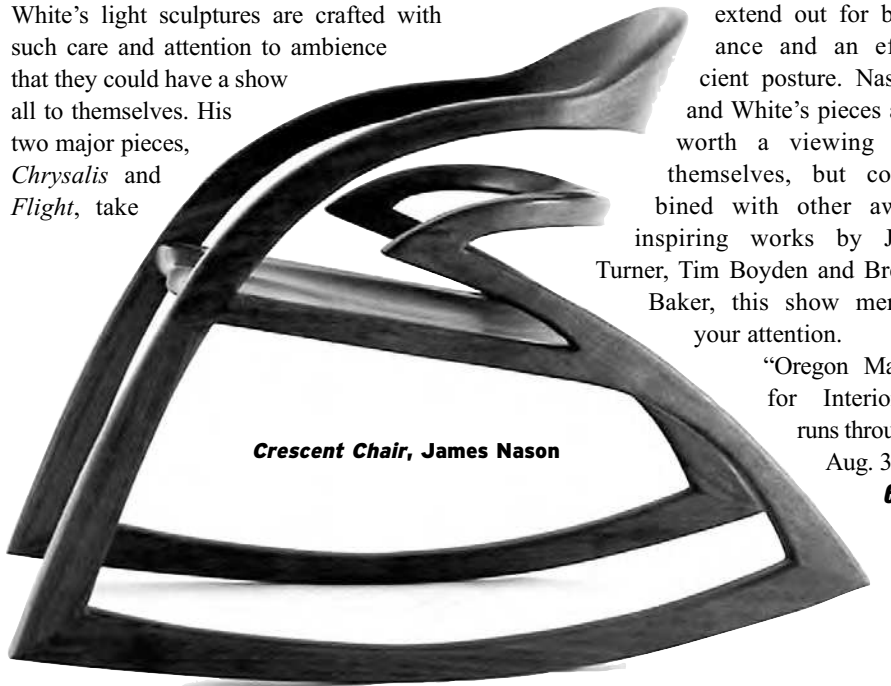 White’s light sculptures are crafted with
such care and attention to ambience
that they could have a show
all to themselves. His
two major pieces,
Chrysalis and
Flight, take
Crescent Chair, James Nason
extend out for b
ance and an ef
cient posture. Nas
and White’s pieces a
worth a viewing
themselves, but co
bined with other aw
inspiring works by J
Turner, Tim Boyden and Bro
Baker, this show mer
your attention.
“Oregon Ma
for Interio
runs throu
Aug. 3